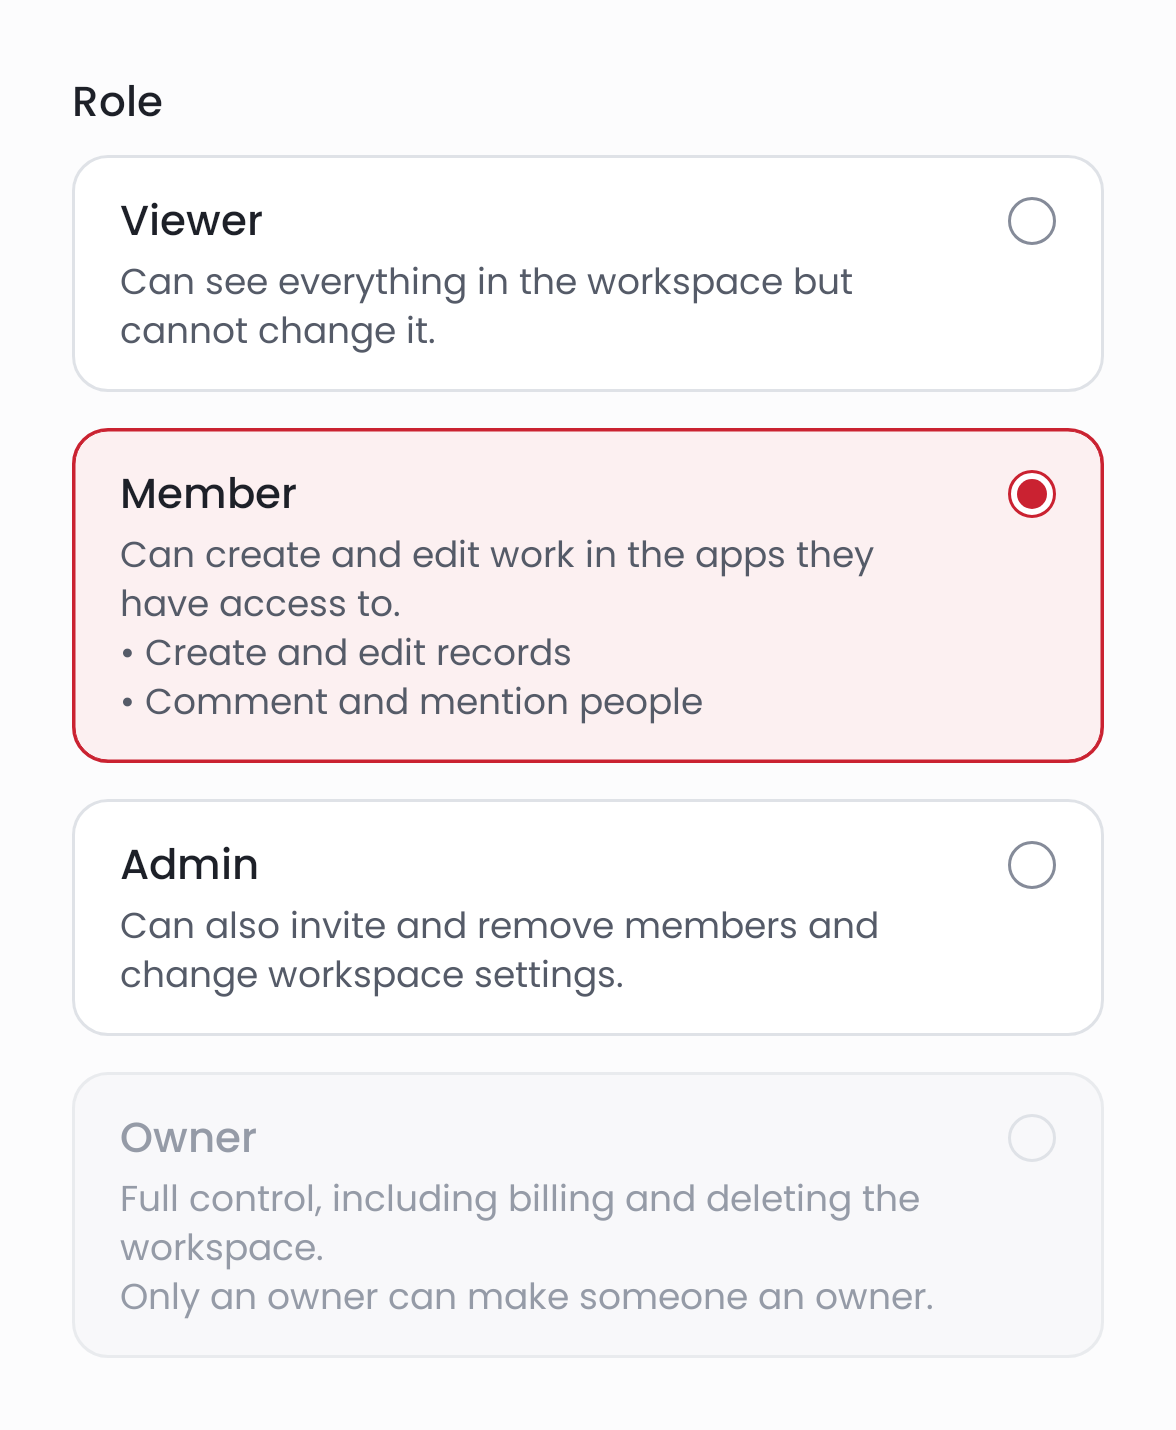 Role
Viewer
Can see everything in the workspace but
cannot change it.
Member
Can create and edit work in the apps they
have access to.
• Create and edit records
• Comment and mention people
Admin
Can also invite and remove members and
change workspace settings.
Owner
Full control, including billing and deleting the
workspace.
Only an owner can make someone an owner.